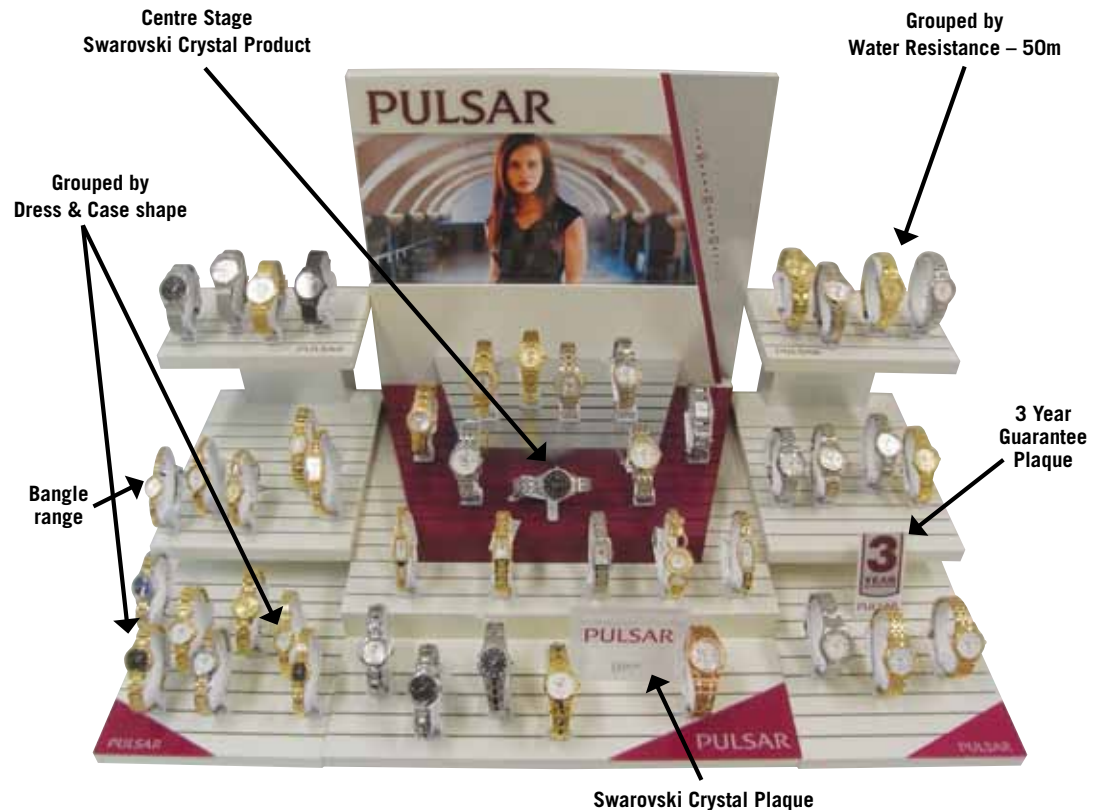 Centre Stage
Swarovski Crystal Product
Grouped by
Water Resistance – 50m
PULSAR
Grouped by
Dress & Case shape
PULSAR
PULSAR
3 Year
Guarantee
Plaque
Bangle
range
3
YEAR
PULSAR
PULSAR
PULSAR
PULSAR
PULSAR
Swarovski Crystal Plaque